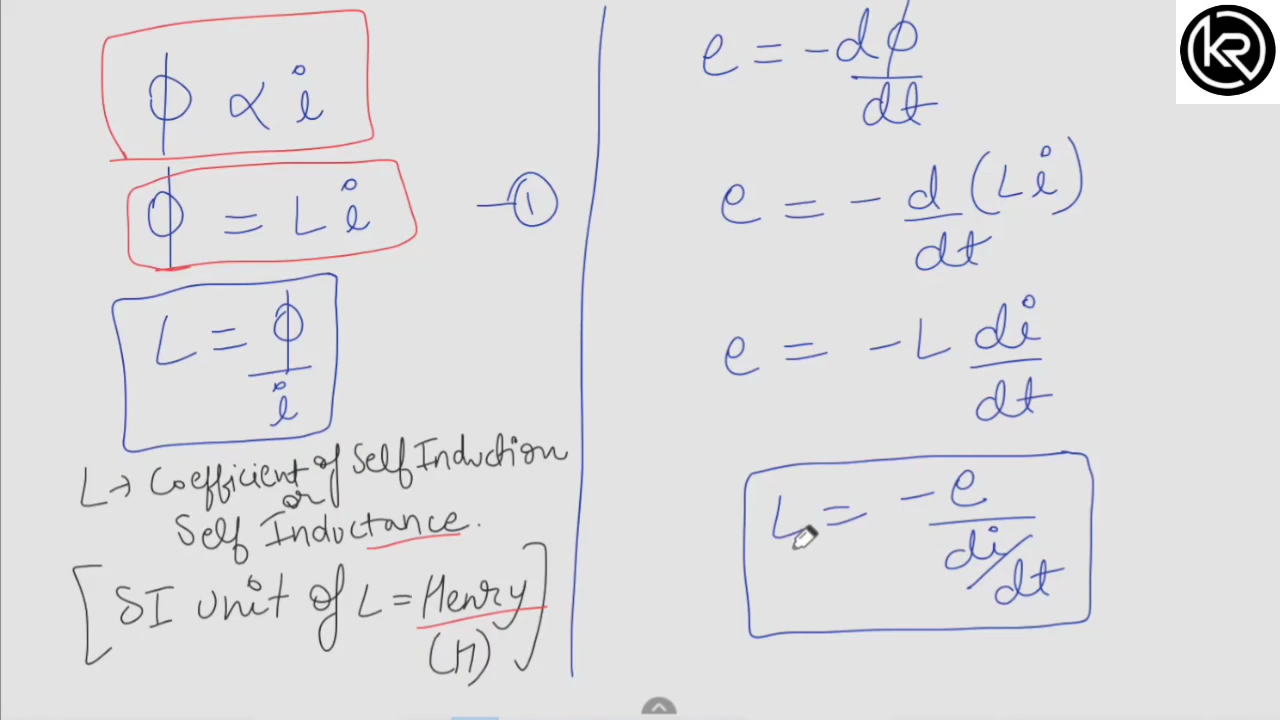 ϕ ∝ i
ϕ = L i —①
L = ϕ/i
L → Coefficient of Self Induction
or
Self Inductance.
[SI unit of L = Henry
(H)]
e = -dϕ/dt
e = - d/dt (Li)
e = - L di/dt
L = -e/(di/dt)
KR